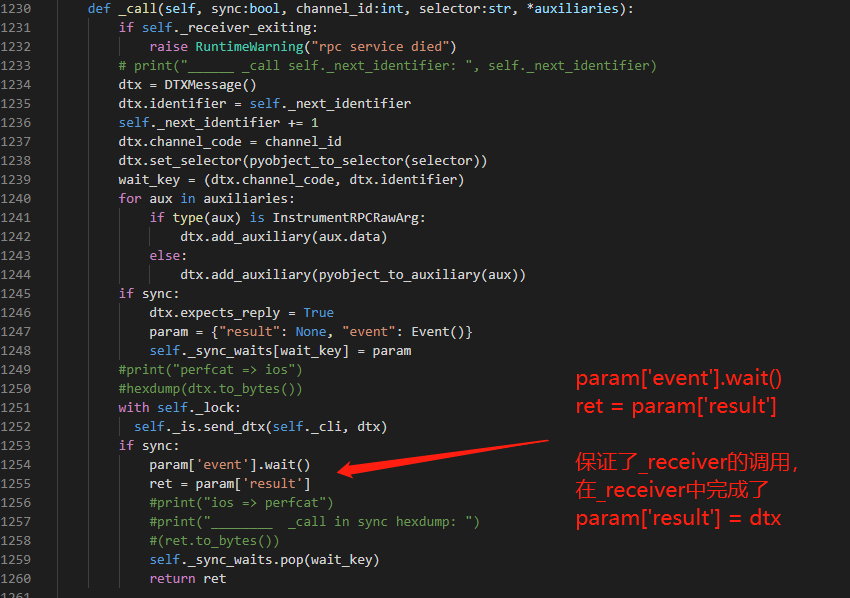 1230 def _call(self, sync:bool, channel_id:int, selector:str, *auxiliaries):
1231 if self._receiver_exiting:
1232 raise RuntimeWarning("rpc service died")
1233 # print("______ _call self._next_identifier: ", self._next_identifier)
1234 dtx = DTXMessage()
1235 dtx.identifier = self._next_identifier
1236 self._next_identifier += 1
1237 dtx.channel_code = channel_id
1238 dtx.set_selector(pyobject_to_selector(selector))
1239 wait_key = (dtx.channel_code, dtx.identifier)
1240 for aux in auxiliaries:
1241 if type(aux) is InstrumentRPCRawArg:
1242 dtx.add_auxiliary(aux.data)
1243 else:
1244 dtx.add_auxiliary(pyobject_to_auxiliary(aux))
1245 if sync:
1246 dtx.expects_reply = True
1247 param = {"result": None, "event": Event()}
1248 self._sync_waits[wait_key] = param
1249 #print("perfcat => ios")
1250 #hexdump(dtx.to_bytes())
1251 with self._lock:
1252 self._is.send_dtx(self._cli, dtx)
1253 if sync:
1254 param['event'].wait()
1255 ret = param['result']
1256 #print("ios => perfcat")
1257 #print("________  _call in sync hexdump: ")
1258 #(ret.to_bytes())
1259 self._sync_waits.pop(wait_key)
1260 return ret
1261
param['event'].wait()
ret = param['result']
保证了_receiver的调用，
在_receiver中完成了
param['result'] = dtx